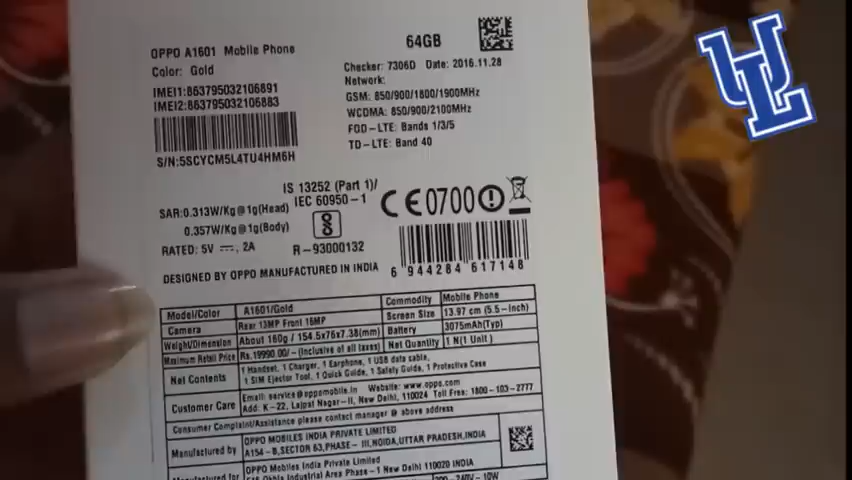 OPPO A1601 Mobile Phone
Color: Gold
IMEI1:863795032106891
IMEI2:863795032106883
S/N:5SCYCM5L4TU4HM6H
64GB
Checker: 7306D Date: 2016.11.28
Network:
GSM: 850/900/1800/1900MHz
WCDMA: 850/900/2100MHz
FDD-LTE: Bands 1/3/5
TD-LTE: Band 40
SAR:0.313W/Kg@1g(Head)
0.357W/Kg@1g(Body)
RATED: 5V ⎓, 2A
IS 13252 (Part 1)/
IEC 60950-1
R-93000132
CE0700
DESIGNED BY OPPO MANUFACTURED IN INDIA
6 944284 617148
Model/Color A1601/Gold Commodity Mobile Phone
Camera Rear 13MP Front 16MP Screen Size 13.97 cm (5.5-inch)
Weight/Dimension About 160g / 154.5x76x7.38(mm) Battery 3075mAh(Typ)
Maximum Retail Price Rs.19990.00/-(Inclusive of all taxes) Net Quantity 1 N(1 Unit)
Net Contents 1 Handset, 1 Charger, 1 Earphone, 1 USB data cable,
1 SIM Ejector Tool, 1 Quick Guide, 1 Safety Guide, 1 Protective Case
Customer Care Email: service@oppomobile.in Website: www.oppo.com
Add: K-22, Lajpat Nagar-II, New Delhi, 110024 Toll Free: 1800-103-2777
Consumer Complaint/Assistance please contact manager @ above address
Manufactured by OPPO MOBILES INDIA PRIVATE LIMITED
A154-B,SECTOR 63,PHASE-III,NOIDA,UTTAR PRADESH,INDIA
Manufactured for OPPO Mobiles India Private Limited
Okhla Industrial Area Phase-1 New Delhi 110020 INDIA
UL